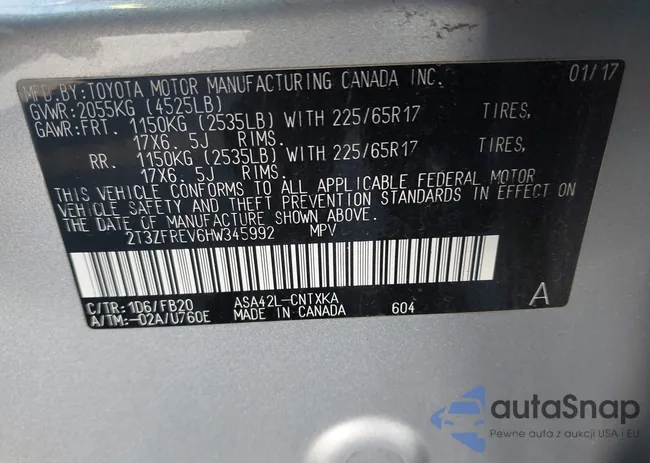 MFD.BY:TOYOTA MOTOR MANUFACTURING CANADA INC. 01/17
GVWR:2055KG (4525LB)
GAWR:FRT. 1150KG (2535LB) WITH 225/65R17 TIRES,
17X6. 5J RIMS.
RR. 1150KG (2535LB) WITH 225/65R17 TIRES,
17X6. 5J RIMS.
THIS VEHICLE CONFORMS TO ALL APPLICABLE FEDERAL MOTOR
VEHICLE SAFETY AND THEFT PREVENTION STANDARDS IN EFFECT ON
THE DATE OF MANUFACTURE SHOWN ABOVE.
2T3ZFREV6HW345992 MPV
C/TR:1D6/FB20 ASA42L-CNTXKA A
A/TM:-02A/U760E MADE IN CANADA 604
autoSnap
Pewne auta z aukcji USA i EU